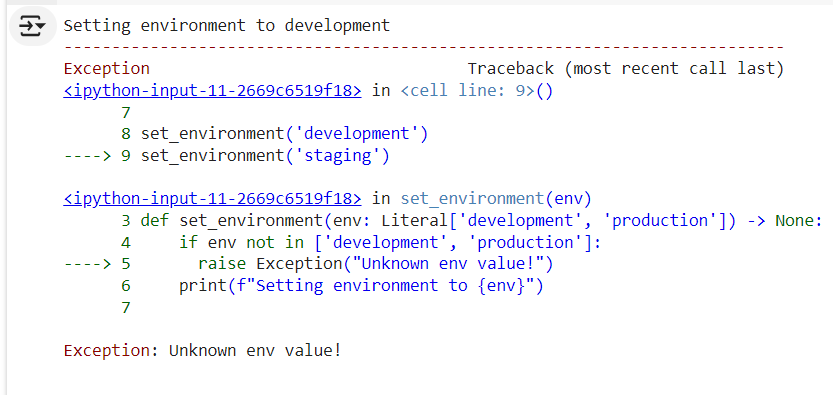 Setting environment to development
---------------------------------------------------------------------------
Exception                                 Traceback (most recent call last)
<ipython-input-11-2669c6519f18> in <cell line: 9>()
      7
      8 set_environment('development')
----> 9 set_environment('staging')

<ipython-input-11-2669c6519f18> in set_environment(env)
      3 def set_environment(env: Literal['development', 'production']) -> None:
      4     if env not in ['development', 'production']:
----> 5       raise Exception("Unknown env value!")
      6     print(f"Setting environment to {env}")
      7

Exception: Unknown env value!